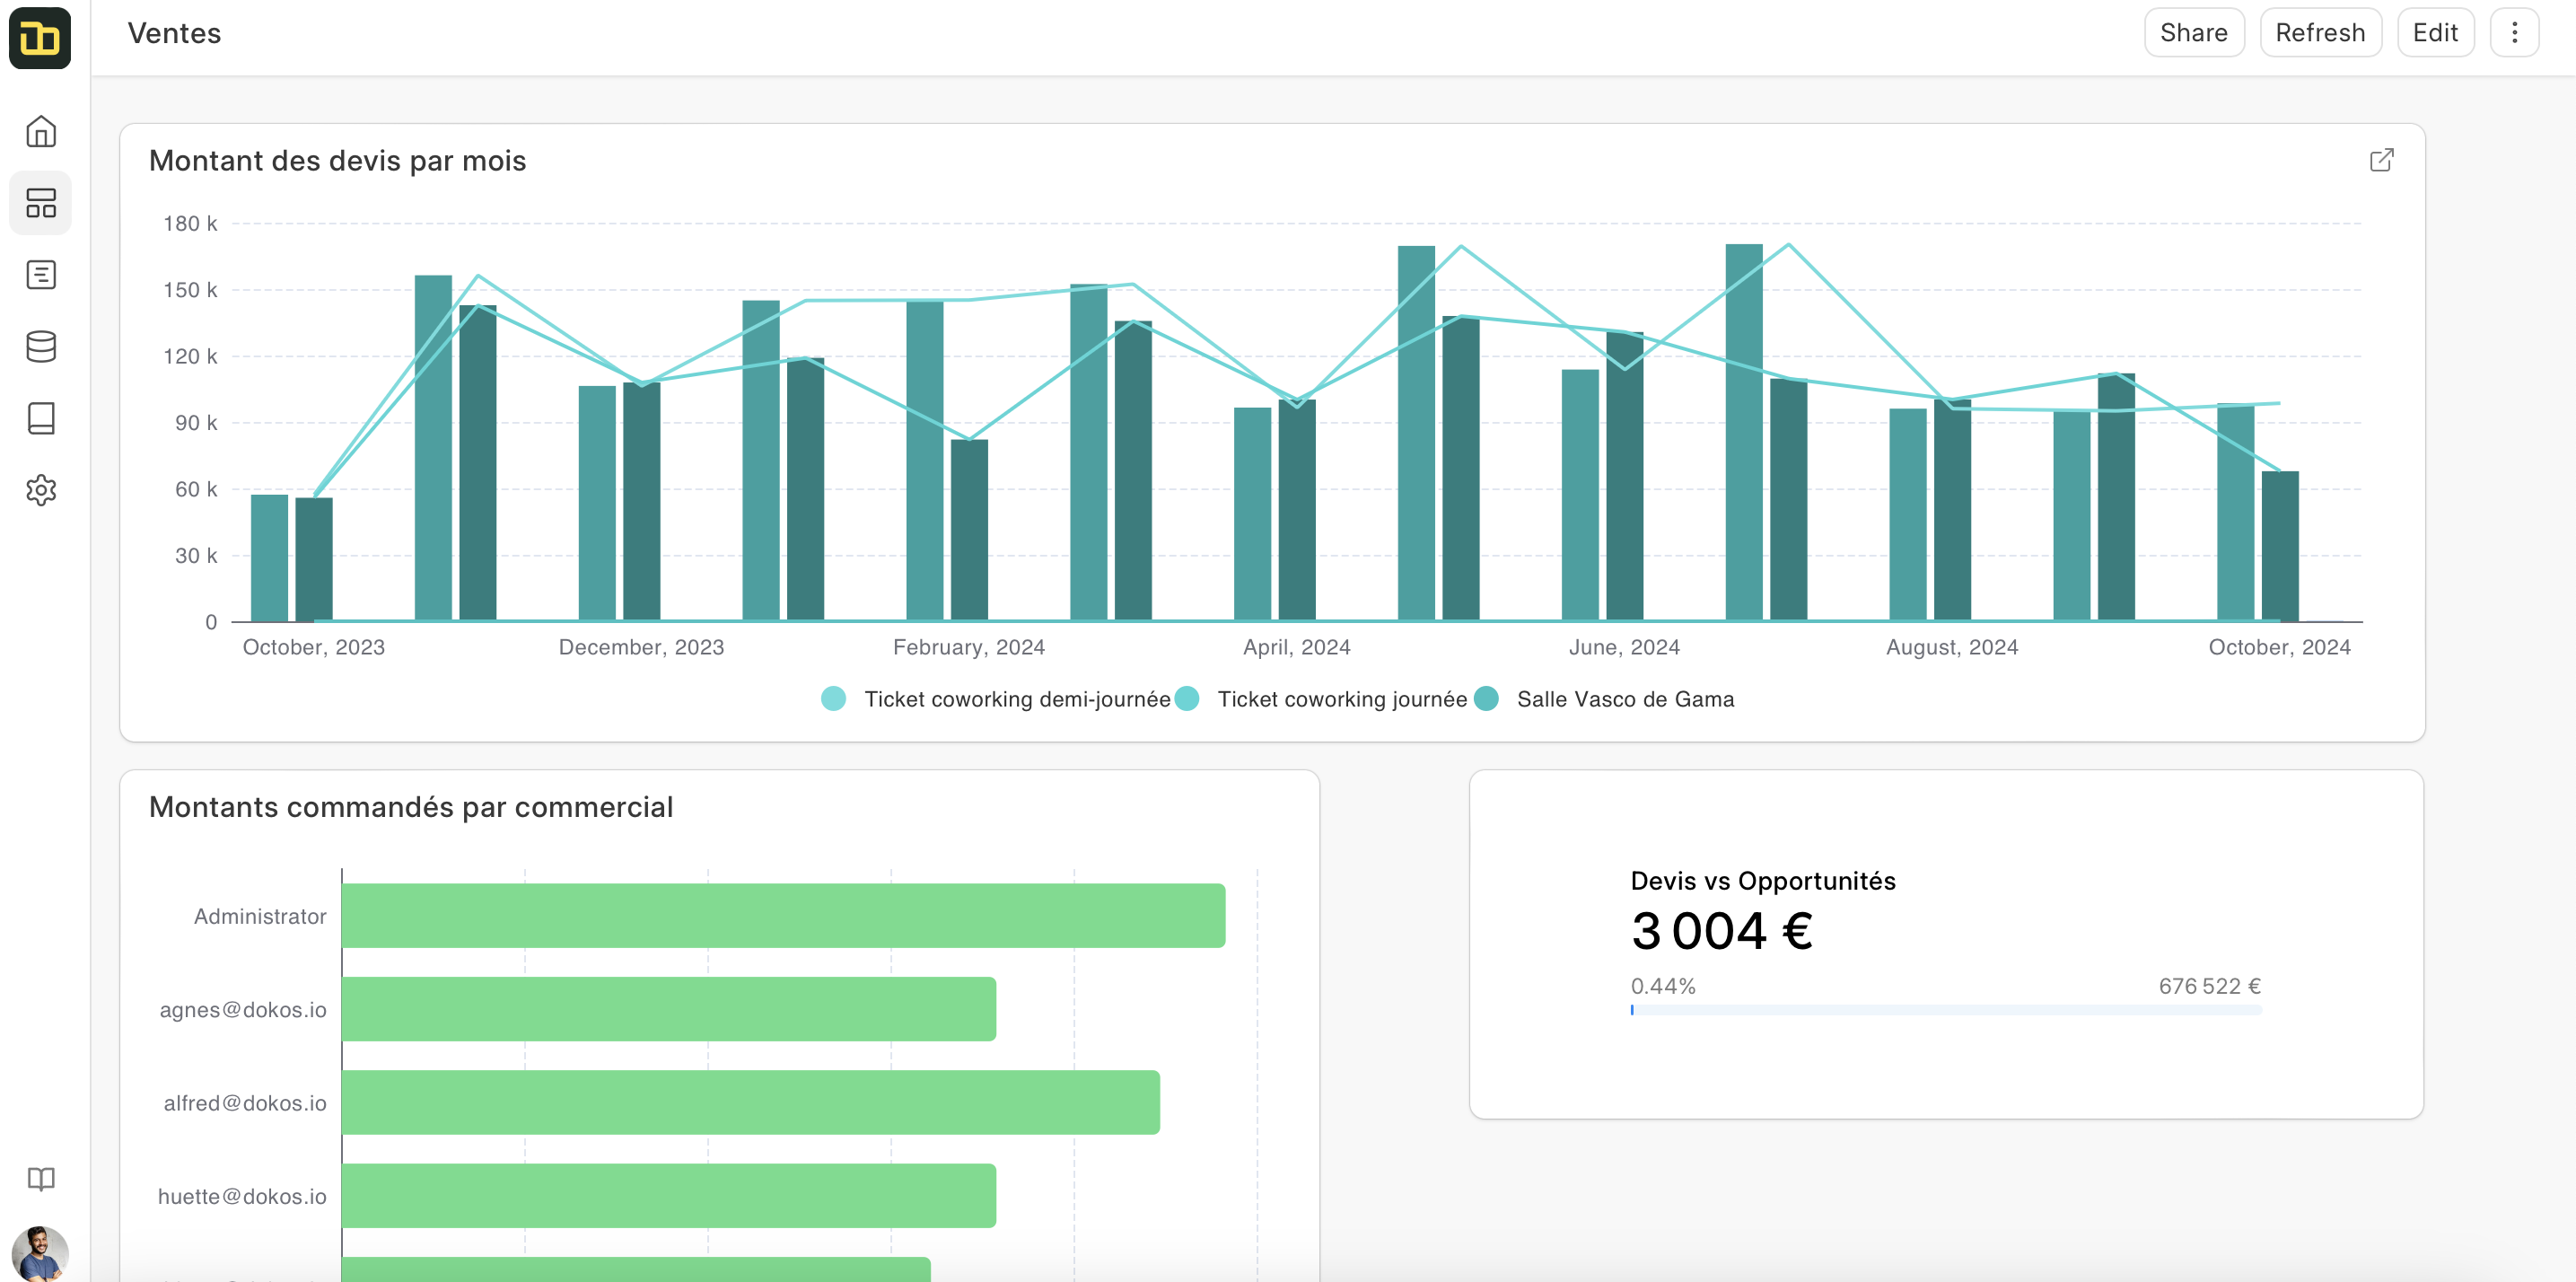 Ventes
Share
Refresh
Edit
Montant des devis par mois
180 k
150 k
120 k
90 k
60 k
30 k
0
October, 2023
December, 2023
February, 2024
April, 2024
June, 2024
August, 2024
October, 2024
Ticket coworking demi-journée
Ticket coworking journée
Salle Vasco de Gama
Montants commandés par commercial
Administrator
agnes@dokos.io
alfred@dokos.io
huette@dokos.io
Devis vs Opportunités
3 004 €
0.44%
676 522 €